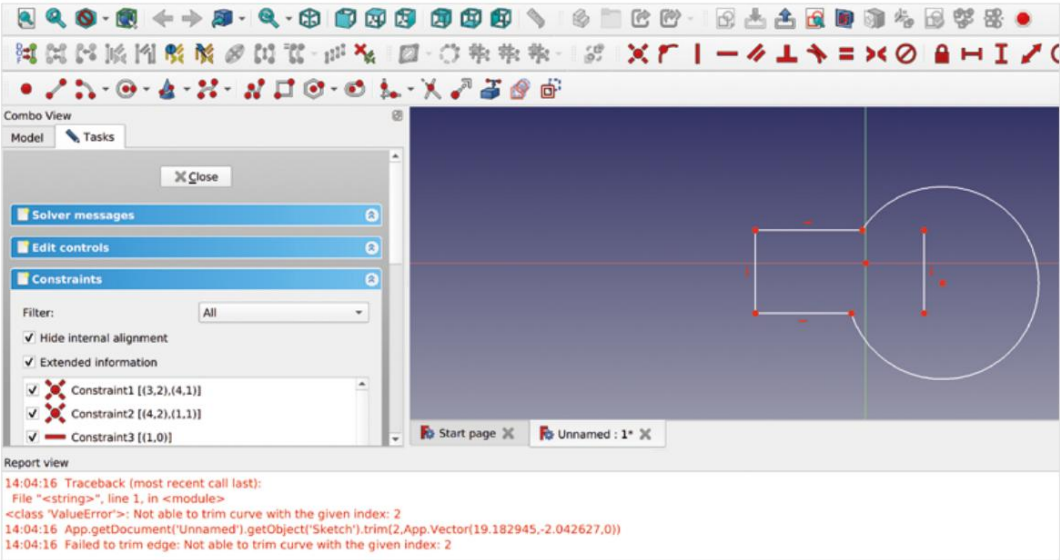 Combo View
Model Tasks
Close
Solver messages
Edit controls
Constraints
Filter: All
Hide internal alignment
Extended information
Constraint1 [(3,2),(4,1)]
Constraint2 [(4,2),(1,1)]
Constraint3 [(1,0)]
Start page Unnamed : 1*
Report view
14:04:16 Traceback (most recent call last):
File "<string>", line 1, in <module>
<class 'ValueError'>: Not able to trim curve with the given index: 2
14:04:16 App.getDocument('Unnamed').getObject('Sketch').trim(2,App.Vector(19.182945,-2.042627,0))
14:04:16 Failed to trim edge: Not able to trim curve with the given index: 2